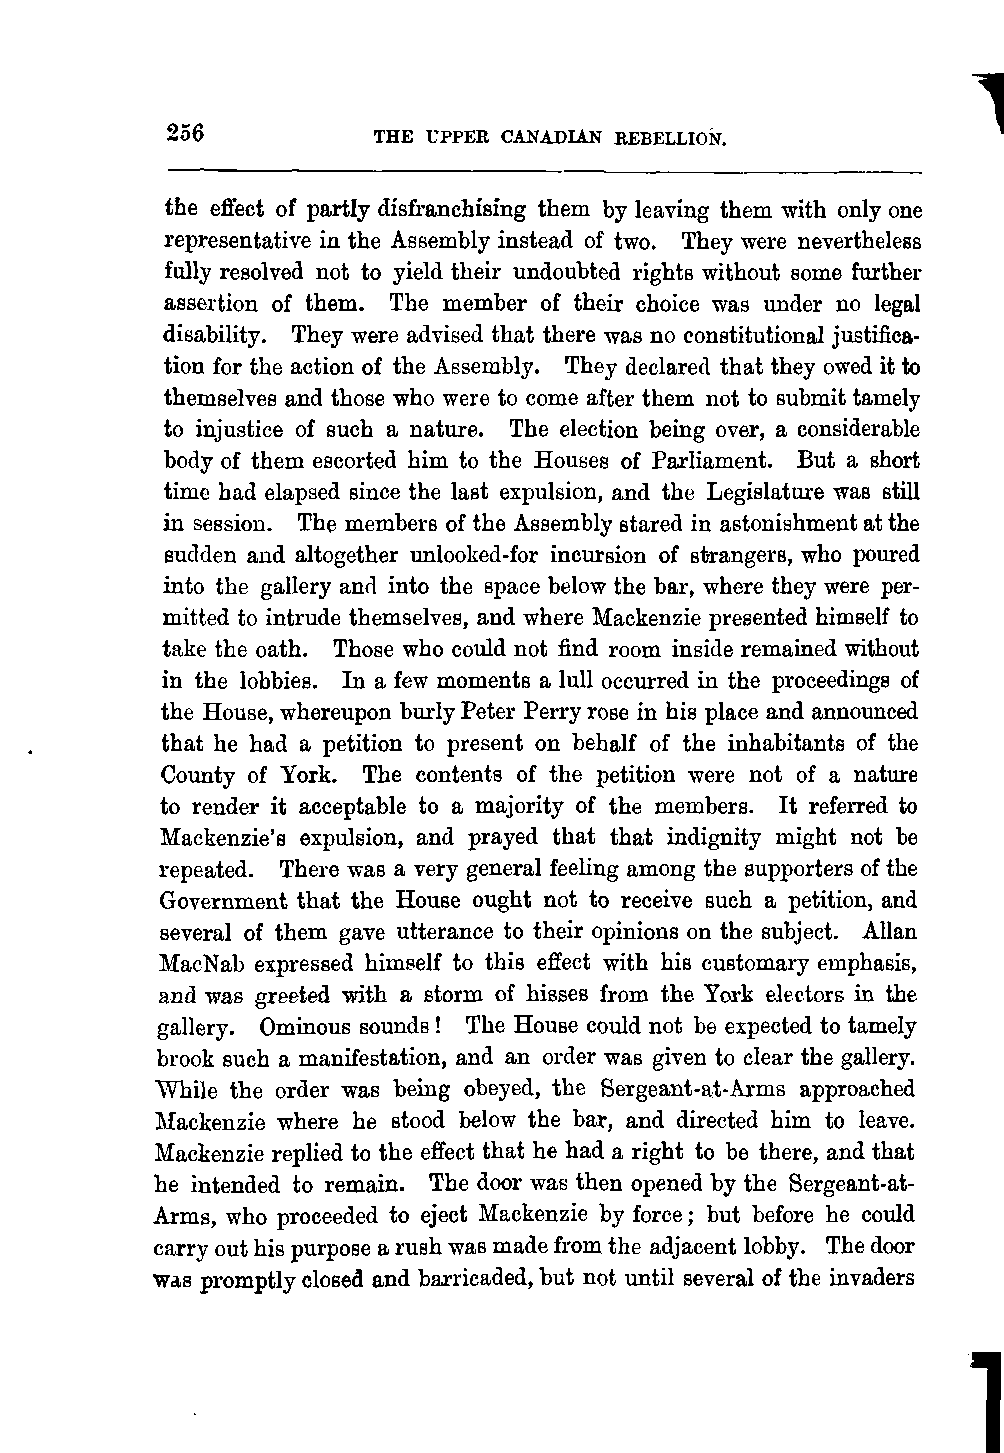 256 THE UPPER CANADIAN REBELLION.
the effect of partly disfranchising them by leaving them with only one
representative in the Assembly instead of two. They were nevertheless
fully resolved not to yield their undoubted rights without some further
assertion of them. The member of their choice was under no legal
disability. They were advised that there was no constitutional justifica-
tion for the action of the Assembly. They declared that they owed it to
themselves and those who were to come after them not to submit tamely
to injustice of such a nature. The election being over, a considerable
body of them escorted him to the Houses of Parliament. But a short
time had elapsed since the last expulsion, and the Legislature was still
in session. The members of the Assembly stared in astonishment at the
sudden and altogether unlooked-for incursion of strangers, who poured
into the gallery and into the space below the bar, where they were per-
mitted to intrude themselves, and where Mackenzie presented himself to
take the oath. Those who could not find room inside remained without
in the lobbies. In a few moments a lull occurred in the proceedings of
the House, whereupon burly Peter Perry rose in his place and announced
that he had a petition to present on behalf of the inhabitants of the
County of York. The contents of the petition were not of a nature
to render it acceptable to a majority of the members. It referred to
Mackenzie's expulsion, and prayed that that indignity might not be
repeated. There was a very general feeling among the supporters of the
Government that the House ought not to receive such a petition, and
several of them gave utterance to their opinions on the subject. Allan
MacNab expressed himself to this effect with his customary emphasis,
and was greeted with a storm of hisses from the York electors in the
gallery. Ominous sounds! The House could not be expected to tamely
brook such a manifestation, and an order was given to clear the gallery.
While the order was being obeyed, the Sergeant-at-Arms approached
Mackenzie where he stood below the bar, and directed him to leave.
Mackenzie replied to the effect that he had a right to be there, and that
he intended to remain. The door was then opened by the Sergeant-at-
Arms, who proceeded to eject Mackenzie by force; but before he could
carry out his purpose a rush was made from the adjacent lobby. The door
was promptly closed and barricaded, but not until several of the invaders